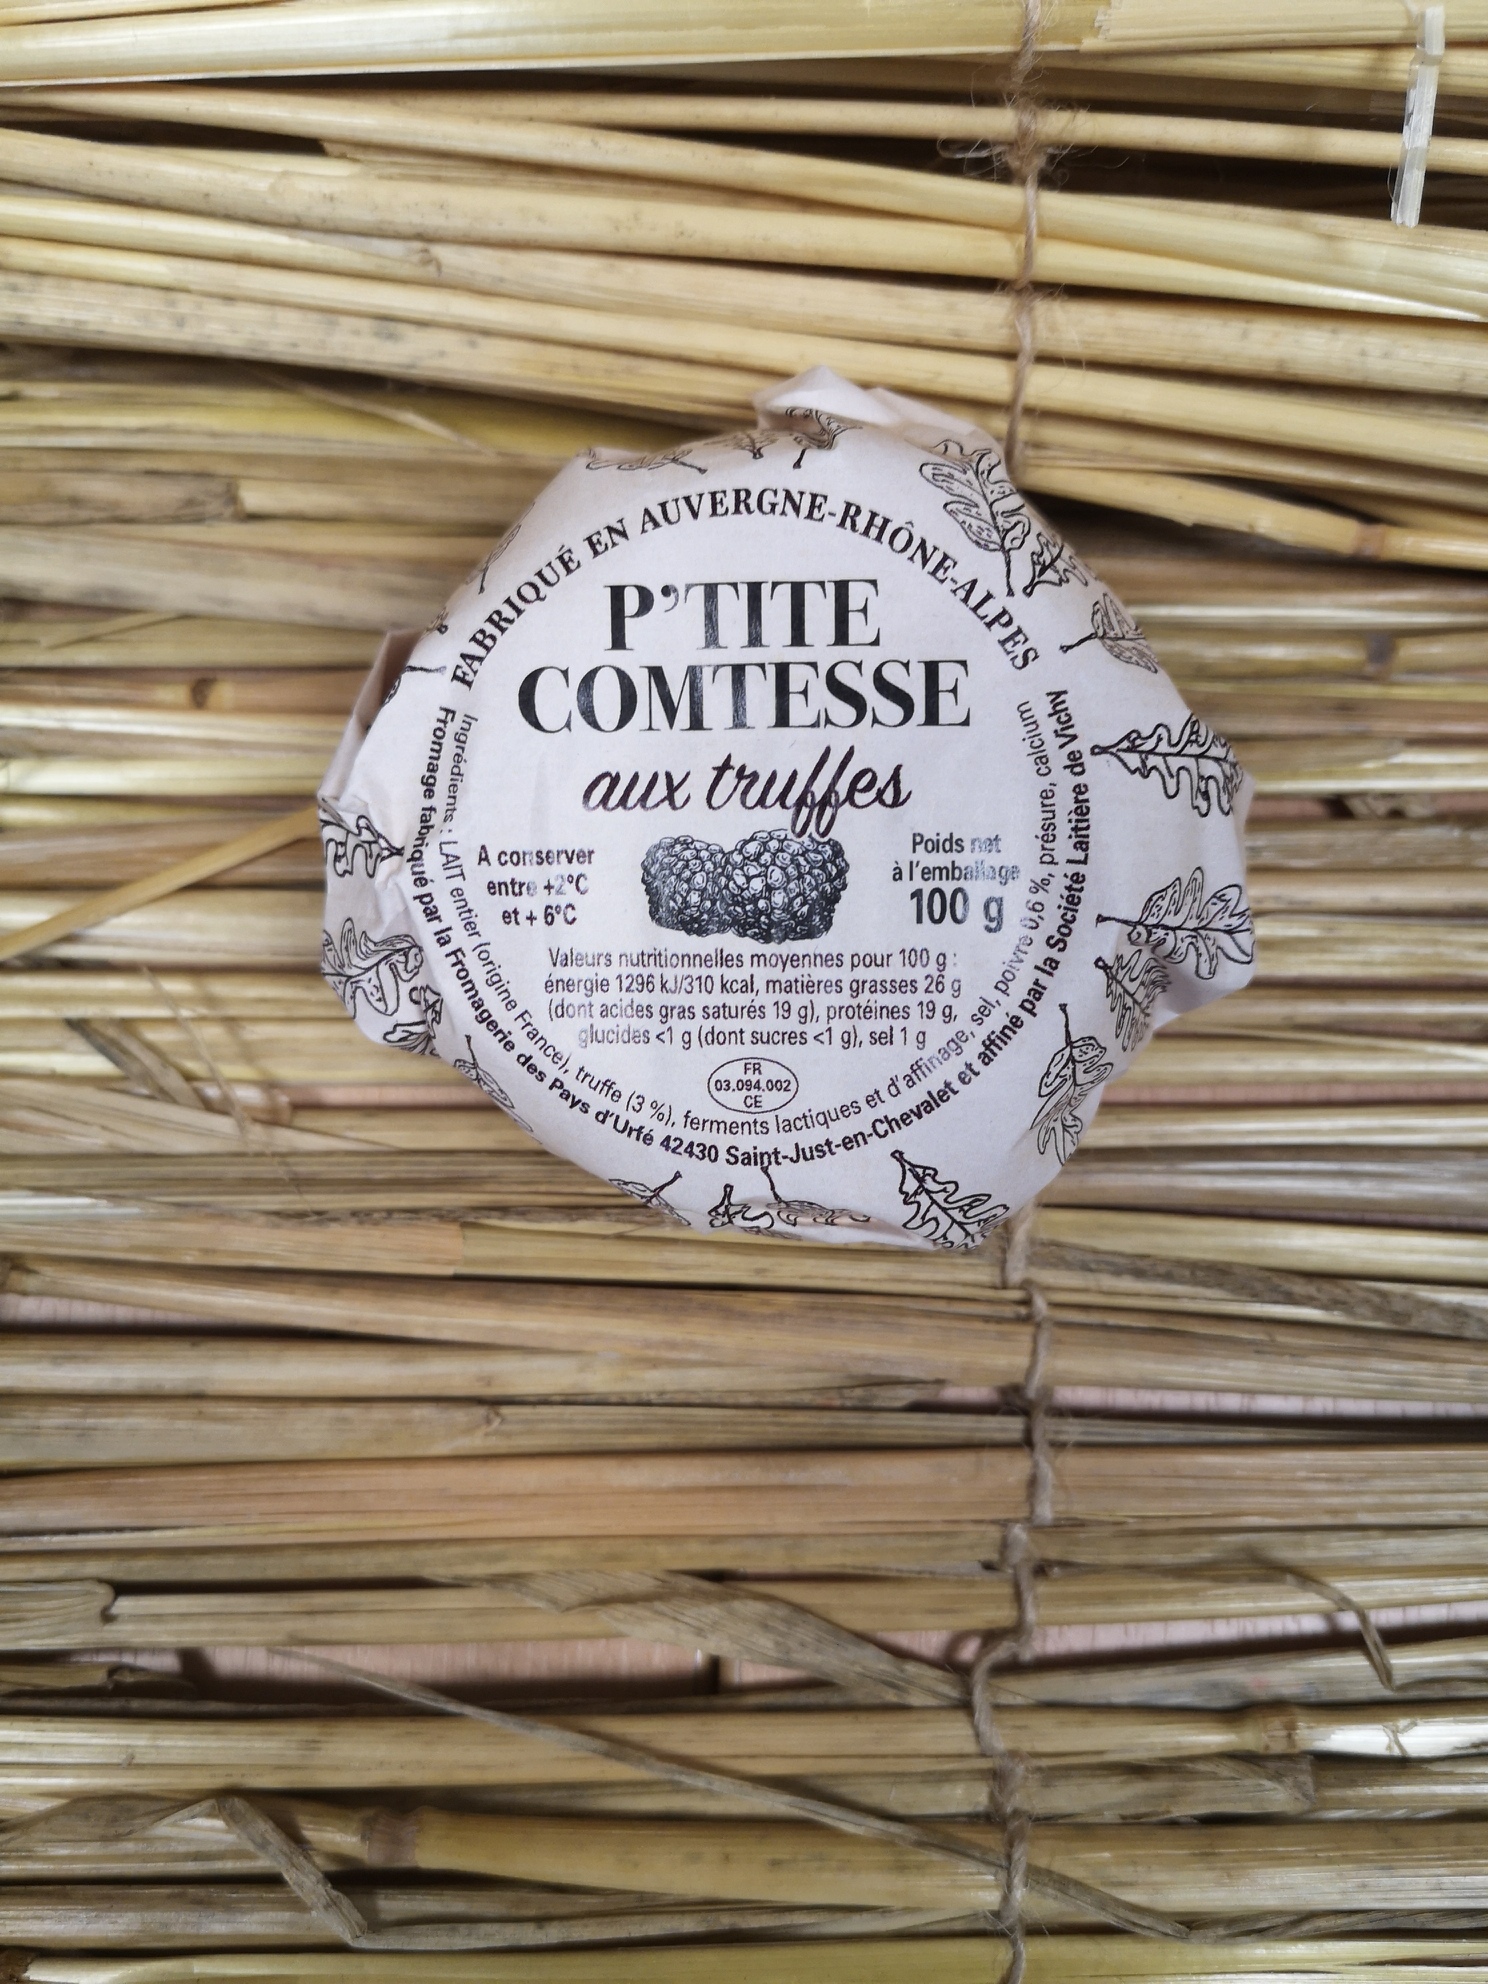 FABRIQUÉ EN AUVERGNE-RHÔNE-ALPES
P'TITE
COMTESSE
aux truffes
A conserver
entre +2°C
et + 6°C
Poids net
à l'emballage
100 g
Valeurs nutritionnelles moyennes pour 100 g :
énergie 1296 kJ/310 kcal, matières grasses 26 g
(dont acides gras saturés 19 g), protéines 19 g,
glucides <1 g (dont sucres <1 g), sel 1 g
FR
03.094.002
CE
Ingrédients : LAIT entier (origine France), truffe (3 %), ferments lactiques et d'affinage, sel, poivre 0,6 %, présure, calcium
Fromage fabriqué par la Fromagerie des Pays d'Urfé 42430 Saint-Just-en-Chevalet et affiné par la Société Laitière de Vichy